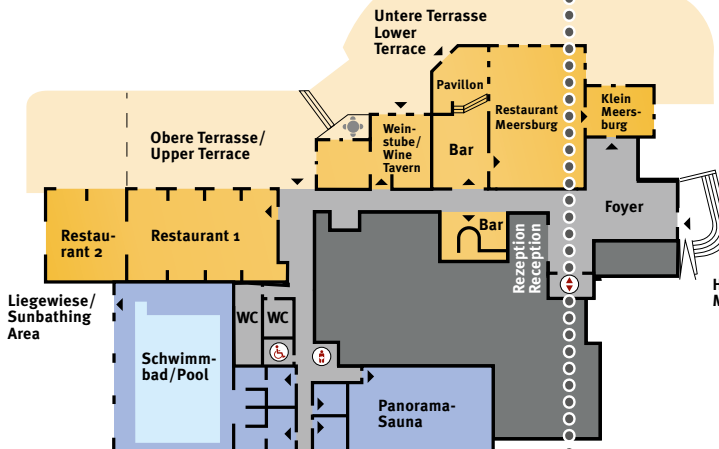 Untere Terrasse
Lower
Terrace
Pavillon
Restaurant
Meersburg
Klein
Meers-
burg
Obere Terrasse/
Upper Terrace
Wein-
stube/
Wine
Tavern
Bar
Foyer
Restau-
rant 2
Restaurant 1
Bar
Rezeption
Reception
Liegewiese/
Sunbathing
Area
WC
WC
Schwimm-
bad/Pool
Panorama-
Sauna
H
M